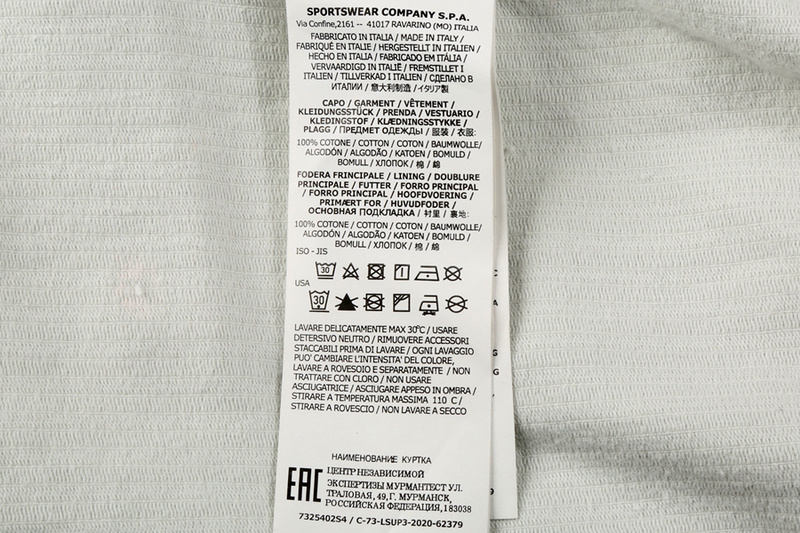 SPORTSWEAR COMPANY S.P.A.
Via Confine,2161 -- 41017 RAVARINO (MO) ITALIA
FABBRICATO IN ITALIA / MADE IN ITALY /
FABRIQUÉ EN ITALIE / HERGESTELLT IN ITALIEN /
HECHO EN ITALIA / FABRICADO EM ITÁLIA /
VERVAARDIGD IN ITALIË / FREMSTILLET I
ITALIEN / TILLVERKAD I ITALIEN / СДЕЛАНО В
ИТАЛИИ / 意大利制造 / イタリア製
CAPO / GARMENT / VÊTEMENT /
KLEIDUNGSSTÜCK / PRENDA / VESTUARIO /
KLEDINGSTOF / KLÆDNINGSSTYKKE /
PLAGG / ПРЕДМЕТ ОДЕЖДЫ / 服装 / 衣服:
100% COTONE / COTTON / COTON / BAUMWOLLE/
ALGODÓN / ALGODÃO / KATOEN / BOMULD /
BOMULL / ХЛОПОК / 棉 / 綿
FODERA FRINCIPALE / LINING / DOUBLURE
PRINCIPALE / FUTTER / FORRO PRINCIPAL
/ FORRO PRINCIPAL / HOOFDVOERING /
PRIMÆRT FOR / HUVUDFODER /
ОСНОВНАЯ ПОДКЛАДКА / 衬里 / 裏地:
100% COTONE / COTTON / COTON / BAUMWOLLE/
ALGODÓN / ALGODÃO / KATOEN / BOMULD /
BOMULL / ХЛОПОК / 棉 / 綿
ISO - JIS
30
USA
30
LAVARE DELICATAMENTE MAX 30°C / USARE
DETERSIVO NEUTRO / RIMUOVERE ACCESSORI
STACCABILI PRIMA DI LAVARE / OGNI LAVAGGIO
PUO' CAMBIARE L'INTENSITA' DEL COLORE,
LAVARE A ROVESOIO E SEPARATAMENTE / NON
TRATTARE CON CLORO / NON USARE
ASCIUGATRICE / ASCIUGARE APPESO IN OMBRA /
STIRARE A TEMPERATURA MASSIMA 110 C /
STIRARE A ROVESCIO / NON LAVARE A SECCO
НАИМЕНОВАНИЕ КУРТКА
EAC
ЦЕНТР НЕЗАВИСИМОЙ
ЭКСПЕРТИЗЫ МУРМАНТЕСТ УЛ.
ТРАЛОВАЯ, 49, Г. МУРМАНСК,
РОССИЙСКАЯ ФЕДЕРАЦИЯ, 183038
7325402S4 / C-73-LSUP3-2020-62379